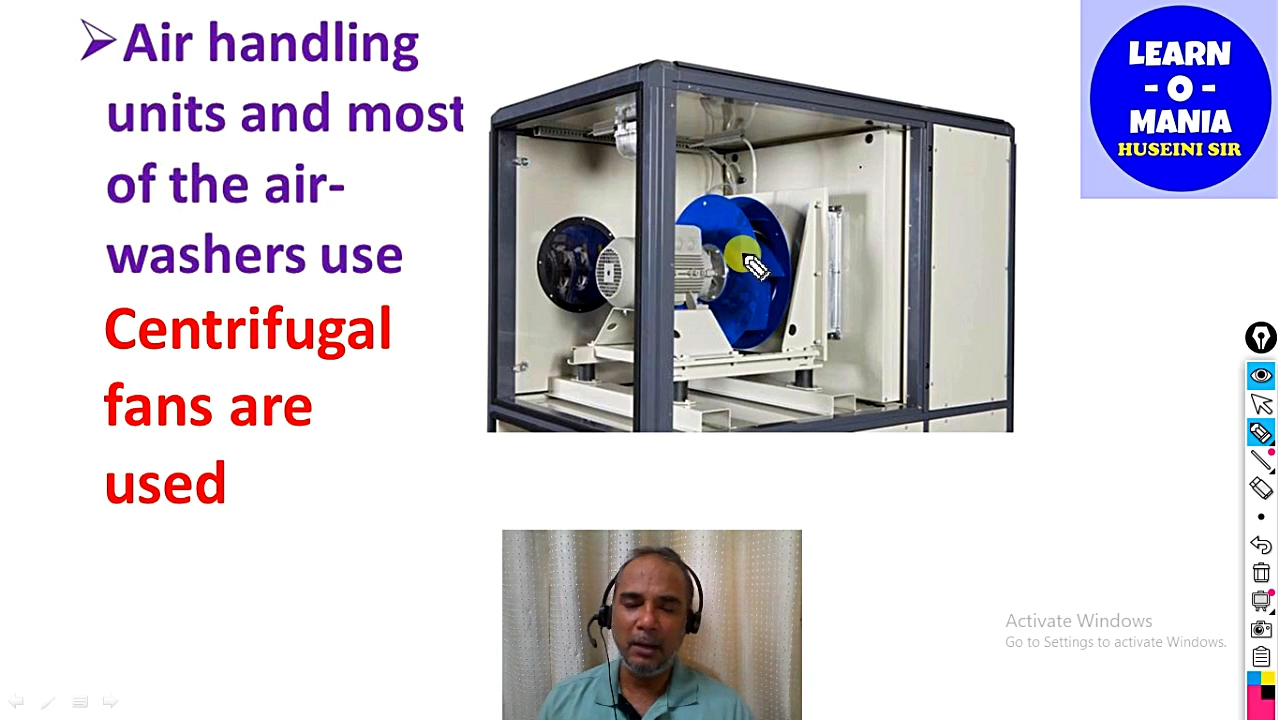 Air handling
units and most
of the air-
washers use
Centrifugal
fans are
used
LEARN
- O -
MANIA
HUSEINI SIR
Activate Windows
Go to Settings to activate Windows.